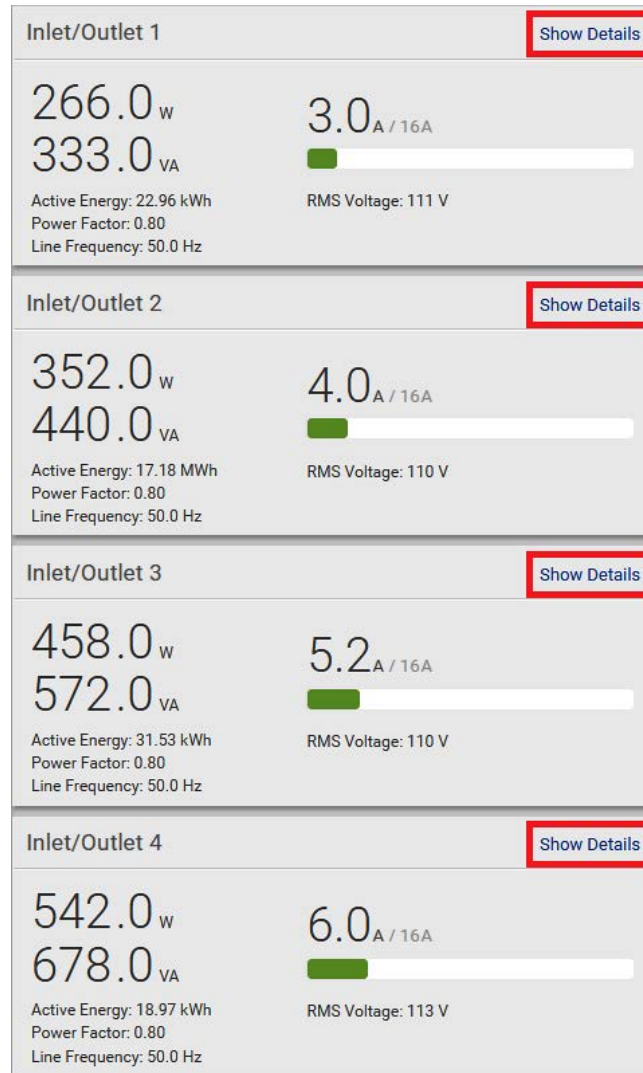 Inlet/Outlet 1 Show Details
266.0 W 3.0 A / 16A
333.0 VA
Active Energy: 22.96 kWh RMS Voltage: 111 V
Power Factor: 0.80
Line Frequency: 50.0 Hz
Inlet/Outlet 2 Show Details
352.0 W 4.0 A / 16A
440.0 VA
Active Energy: 17.18 MWh RMS Voltage: 110 V
Power Factor: 0.80
Line Frequency: 50.0 Hz
Inlet/Outlet 3 Show Details
458.0 W 5.2 A / 16A
572.0 VA
Active Energy: 31.53 kWh RMS Voltage: 110 V
Power Factor: 0.80
Line Frequency: 50.0 Hz
Inlet/Outlet 4 Show Details
542.0 W 6.0 A / 16A
678.0 VA
Active Energy: 18.97 kWh RMS Voltage: 113 V
Power Factor: 0.80
Line Frequency: 50.0 Hz